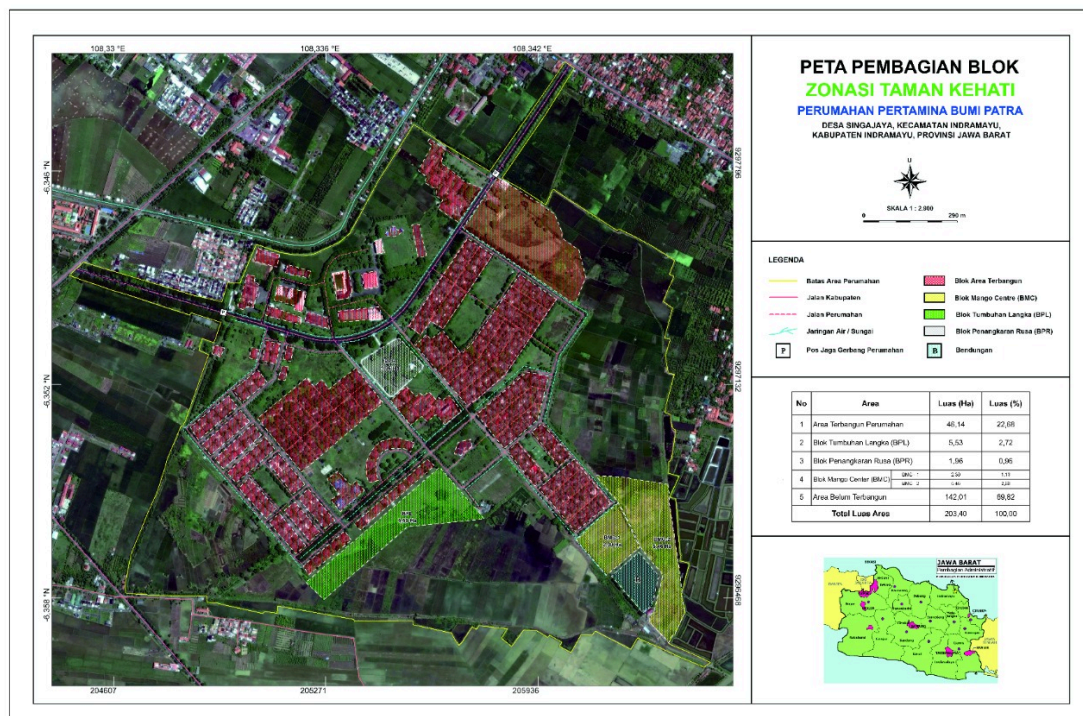 108,33 °E 108,336 °E 108,342 °E
-6,346 °N
-6,352 °N
-6,358 °N
9297796
9297132
9296468
204607 205271 205936
PETA PEMBAGIAN BLOK
ZONASI TAMAN KEHATI
PERUMAHAN PERTAMINA BUMI PATRA
DESA SINGAJAYA, KECAMATAN INDRAMAYU,
KABUPATEN INDRAMAYU, PROVINSI JAWA BARAT
U
SKALA 1 : 2.800
0 290 m
LEGENDA
Batas Area Perumahan
Jalan Kabupaten
Jalan Perumahan
Jaringan Air / Sungai
P Pos Jaga Gerbang Perumahan
Blok Area Terbangun
Blok Mango Centre (BMC)
Blok Tumbuhan Langka (BPL)
Blok Penangkaran Rusa (BPR)
B Bendungan
No Area Luas (Ha) Luas (%)
1 Area Terbangun Perumahan 46,14 22,68
2 Blok Tumbuhan Langka (BPL) 5,53 2,72
3 Blok Penangkaran Rusa (BPR) 1,96 0,96
4 Blok Mango Center (BMC)
5 Area Belum Terbangun 142,01 69,82
Total Luas Area 203,40 100,00
JAWA BARAT
Pembagian Administratif